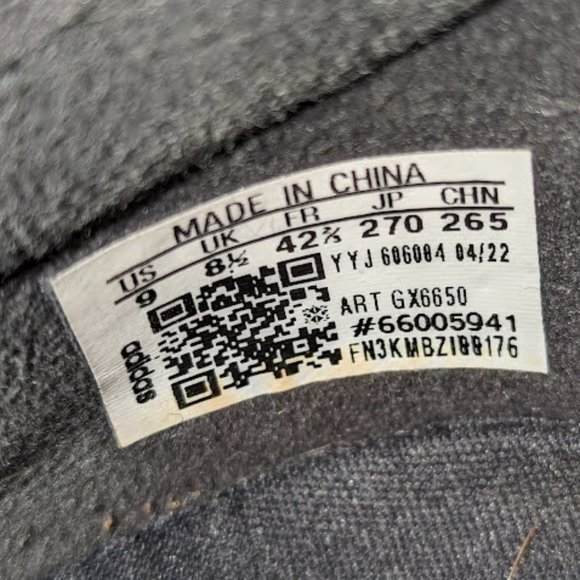 MADE IN CHINA
US UK FR JP CHN
9 8½ 42⅔ 270 265
YYJ 606004 04/22
ART GX6650
#66005941
adidas